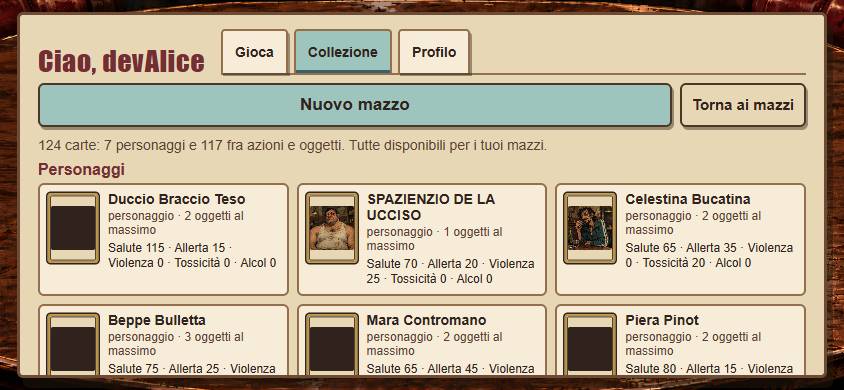 Ciao, devAlice
Gioca
Collezione
Profilo
Nuovo mazzo
Torna ai mazzi
124 carte: 7 personaggi e 117 fra azioni e oggetti. Tutte disponibili per i tuoi mazzi.
Personaggi
Duccio Braccio Teso
personaggio · 2 oggetti al
massimo
Salute 115 · Allerta 15 ·
Violenza 0 · Tossicità 0 · Alcol 0
SPAZIENZIO DE LA
UCCISO
personaggio · 1 oggetti al
massimo
Salute 70 · Allerta 20 · Violenza
25 · Tossicità 0 · Alcol 0
Celestina Bucatina
personaggio · 2 oggetti al
massimo
Salute 65 · Allerta 35 · Violenza
0 · Tossicità 20 · Alcol 0
Beppe Bulletta
personaggio · 3 oggetti al
massimo
Salute 75 · Allerta 25 · Violenza
Mara Contromano
personaggio · 2 oggetti al
massimo
Salute 65 · Allerta 45 · Violenza
Piera Pinot
personaggio · 2 oggetti al
massimo
Salute 80 · Allerta 15 · Violenza